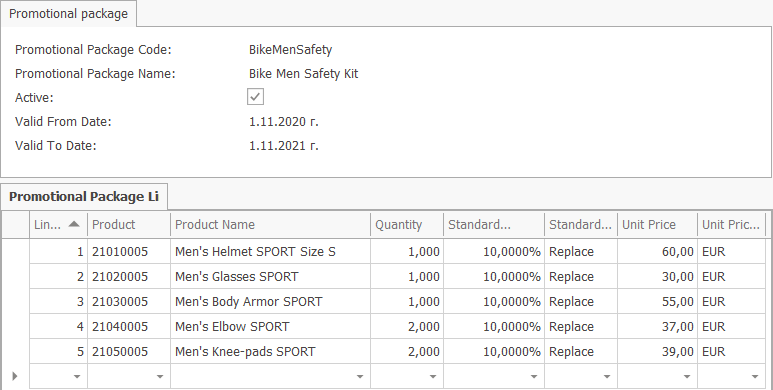 Promotional package
Promotional Package Code: BikeMenSafety
Promotional Package Name: Bike Men Safety Kit
Active:
Valid From Date: 1.11.2020 г.
Valid To Date: 1.11.2021 г.
Promotional Package Li
Lin... Product Product Name Quantity Standard... Standard... Unit Price Unit Pric...
1 21010005 Men's Helmet SPORT Size S 1,000 10,0000% Replace 60,00 EUR
2 21020005 Men's Glasses SPORT 1,000 10,0000% Replace 30,00 EUR
3 21030005 Men's Body Armor SPORT 1,000 10,0000% Replace 55,00 EUR
4 21040005 Men's Elbow SPORT 2,000 10,0000% Replace 37,00 EUR
5 21050005 Men's Knee-pads SPORT 2,000 10,0000% Replace 39,00 EUR